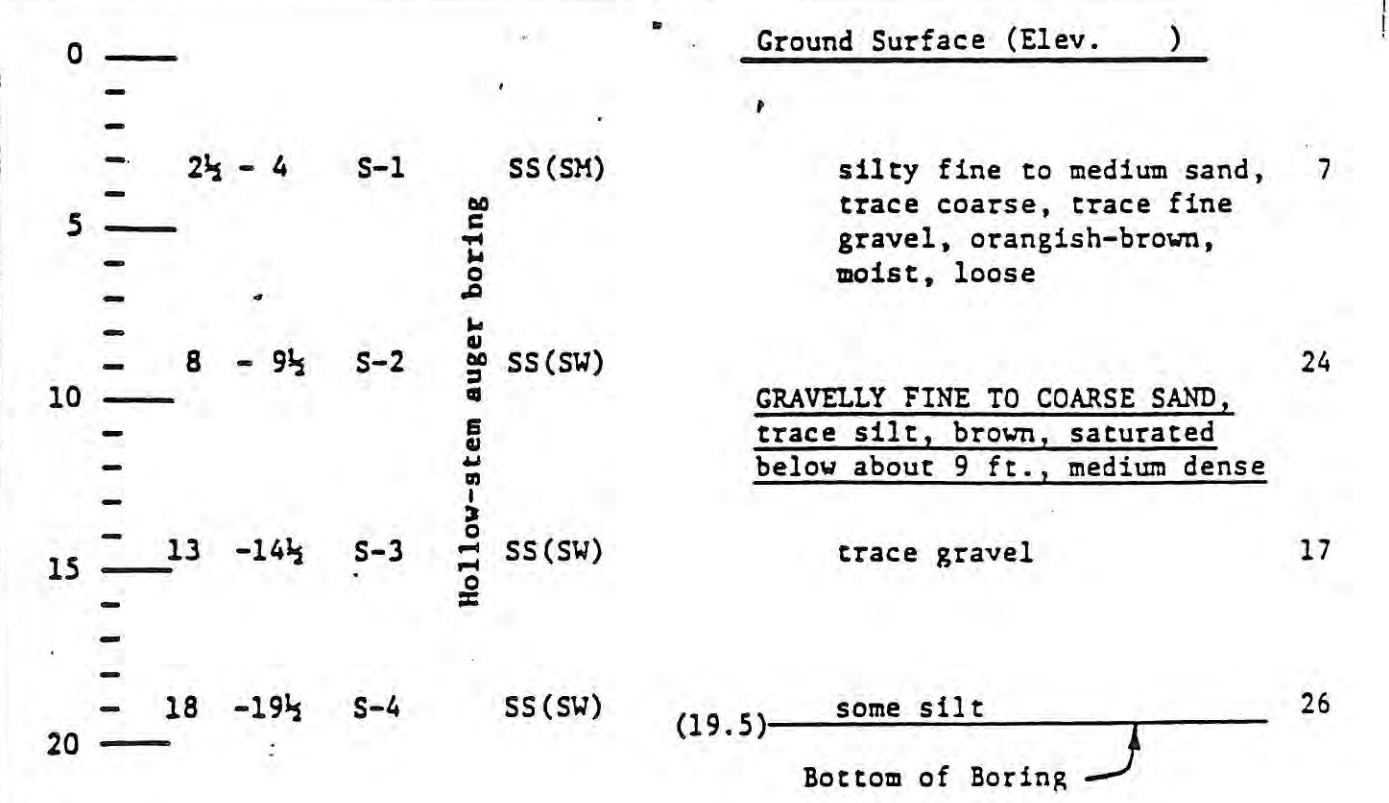 0 Ground Surface (Elev. )
2½ - 4 S-1 SS(SM) silty fine to medium sand, 7
trace coarse, trace fine
5 gravel, orangish-brown,
moist, loose
Hollow-stem auger boring
8 - 9½ S-2 SS(SW) 24
10 GRAVELLY FINE TO COARSE SAND,
trace silt, brown, saturated
below about 9 ft., medium dense
13 -14½ S-3 SS(SW) trace gravel 17
15
18 -19½ S-4 SS(SW) some silt 26
(19.5)
20
Bottom of Boring